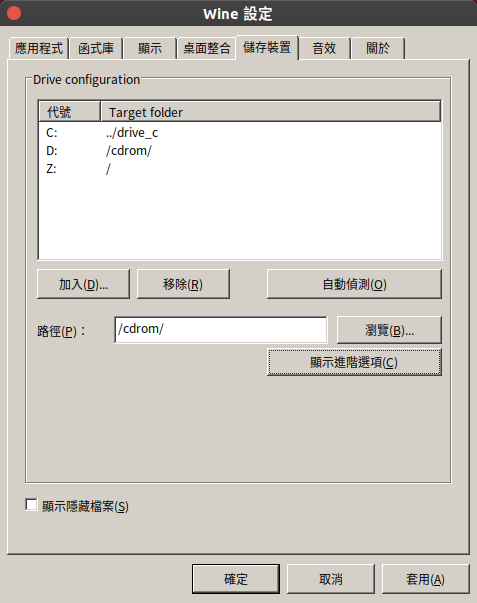 Wine 設定
應用程式 函式庫 顯示 桌面整合 儲存裝置 音效 關於
Drive configuration
代號 Target folder
C: ../drive_c
D: /cdrom/
Z: /
加入(D)... 移除(R) 自動偵測(O)
路徑(P)： /cdrom/ 瀏覽(B)...
顯示進階選項(C)
顯示隱藏檔案(S)
確定 取消 套用(A)